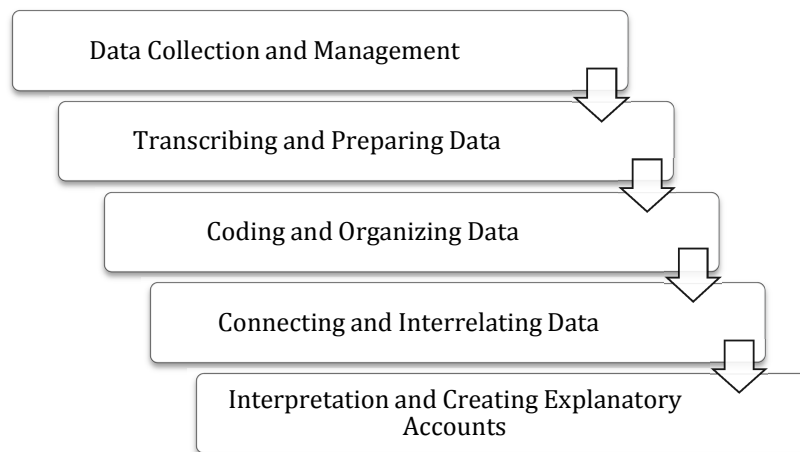 Data Collection and Management
Transcribing and Preparing Data
Coding and Organizing Data
Connecting and Interrelating Data
Interpretation and Creating Explanatory
Accounts